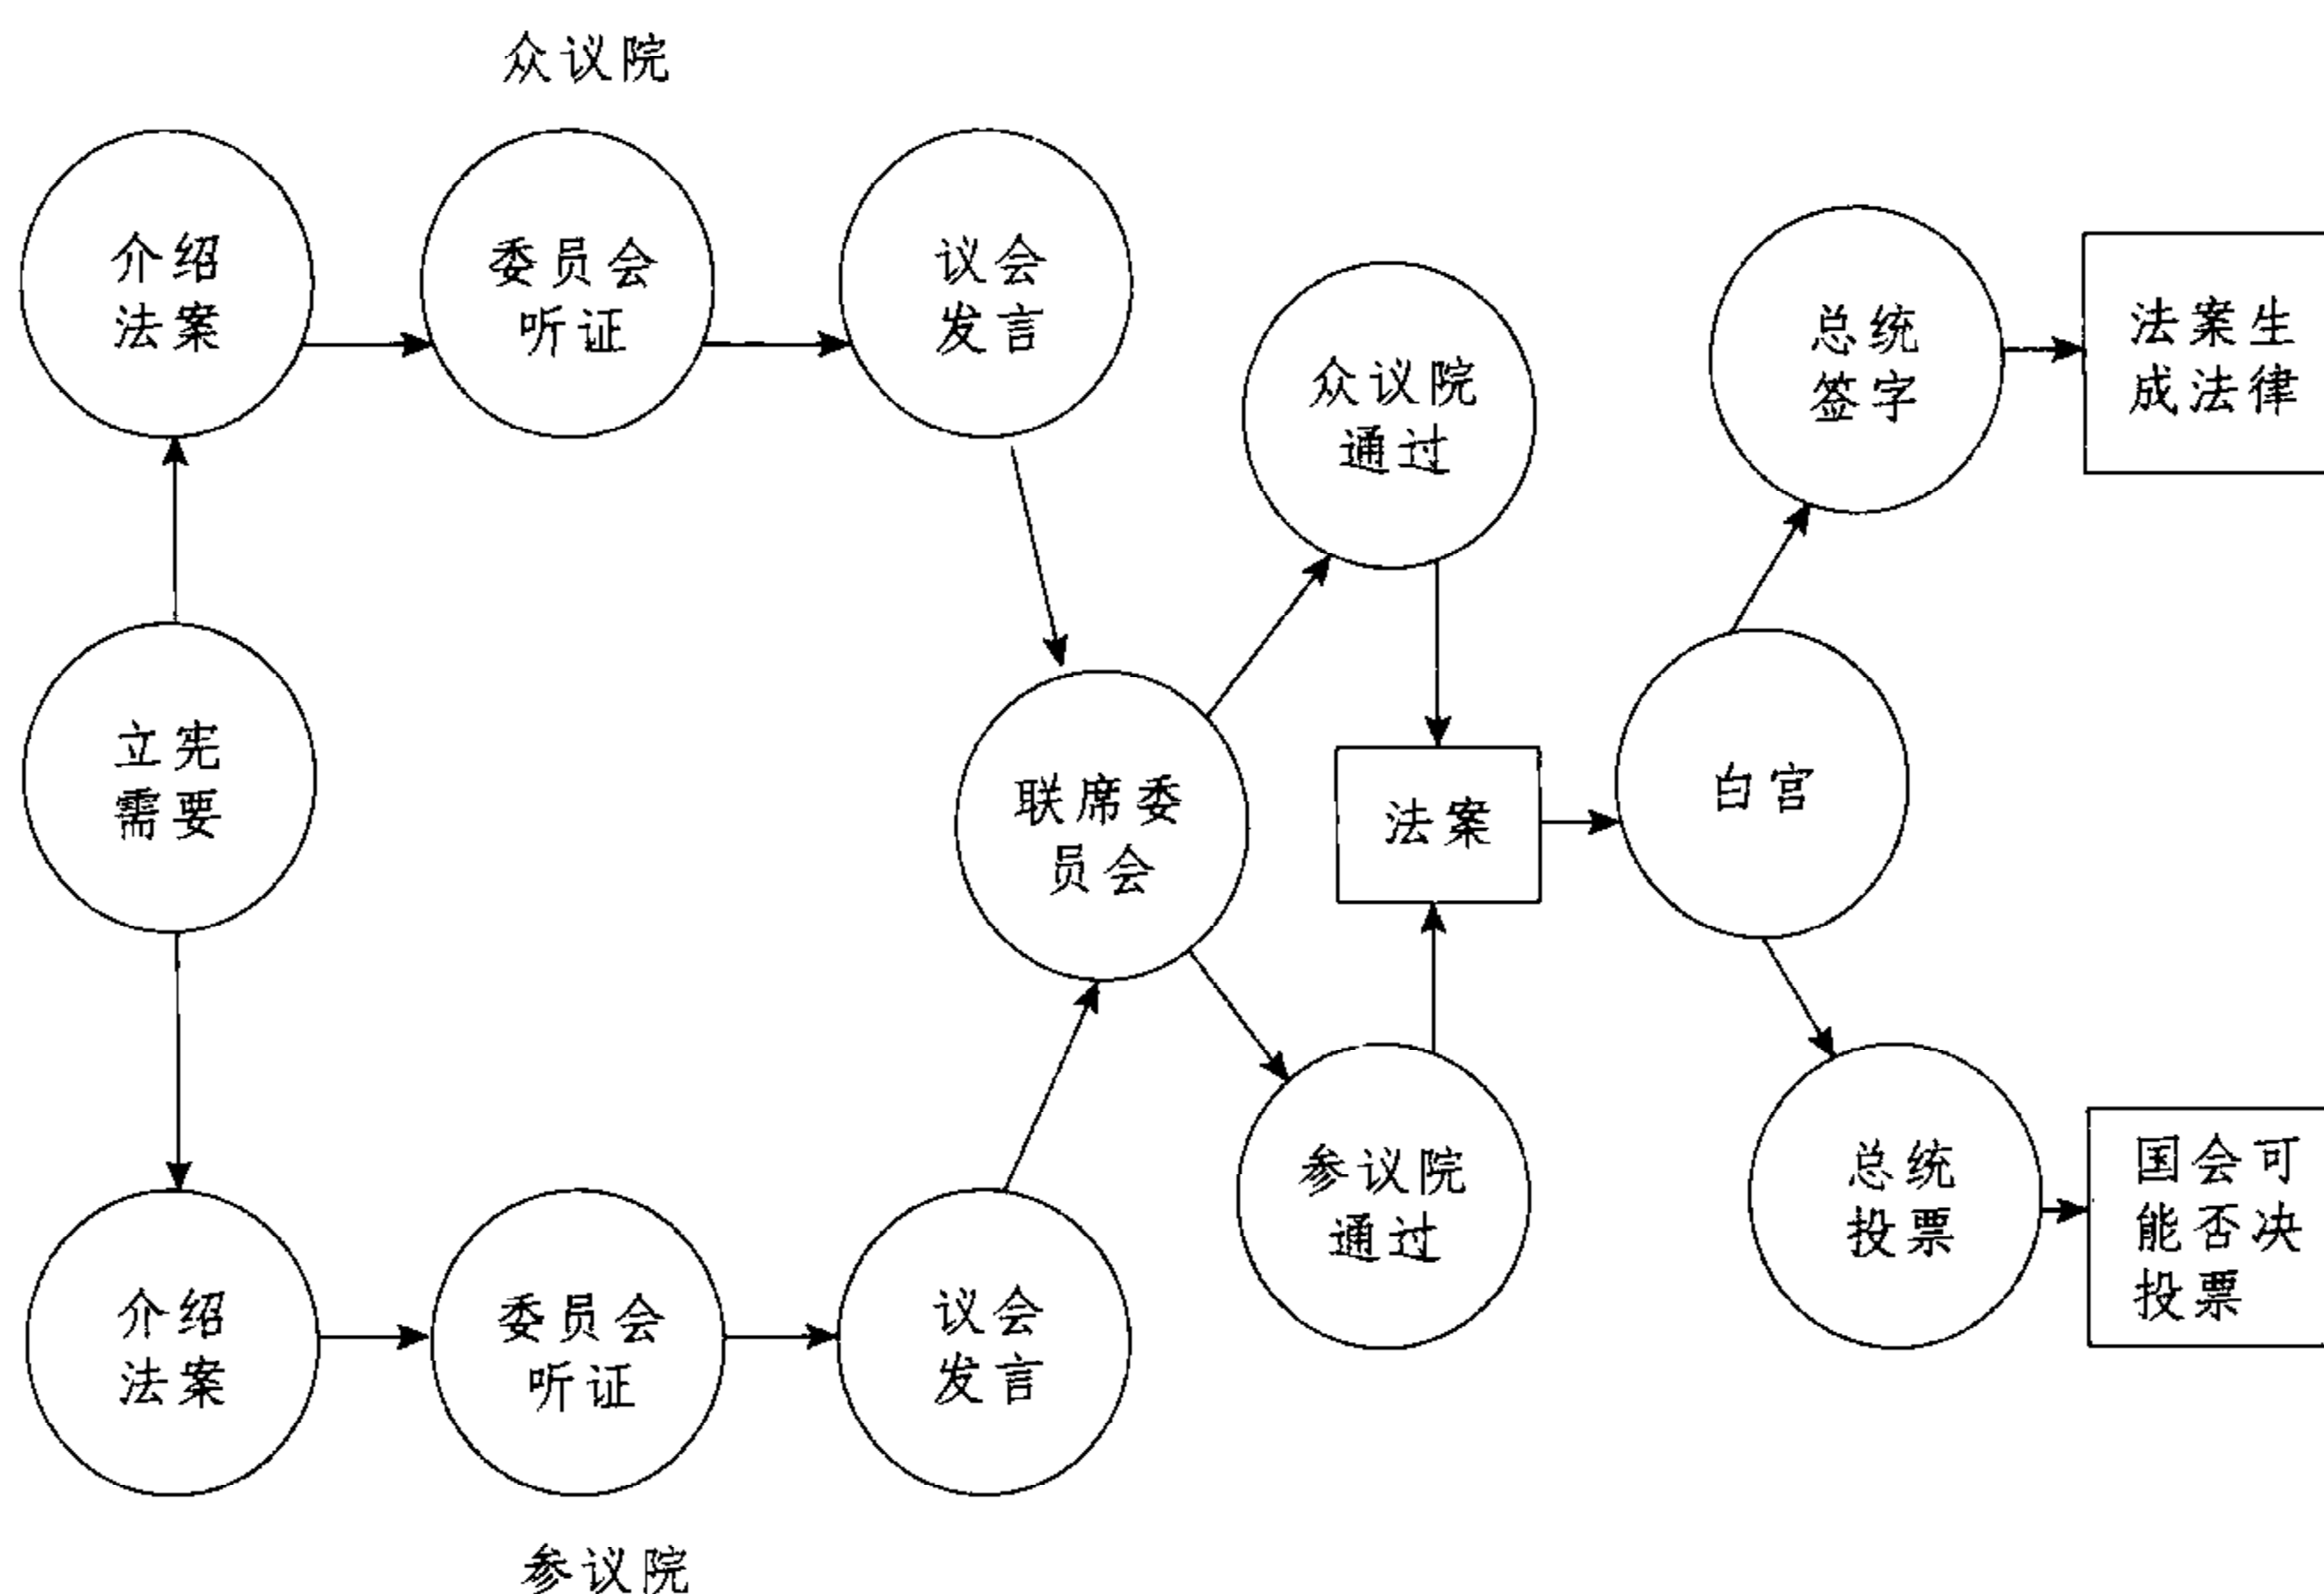 众议院
介绍
法案
委员会
听证
议会
发言
众议院
通过
总统
签字
法案生
成法律
立宪
需要
联席委
员会
法案
白宫
介绍
法案
委员会
听证
议会
发言
参议院
通过
总统
投票
国会可
能否决
投票
参议院